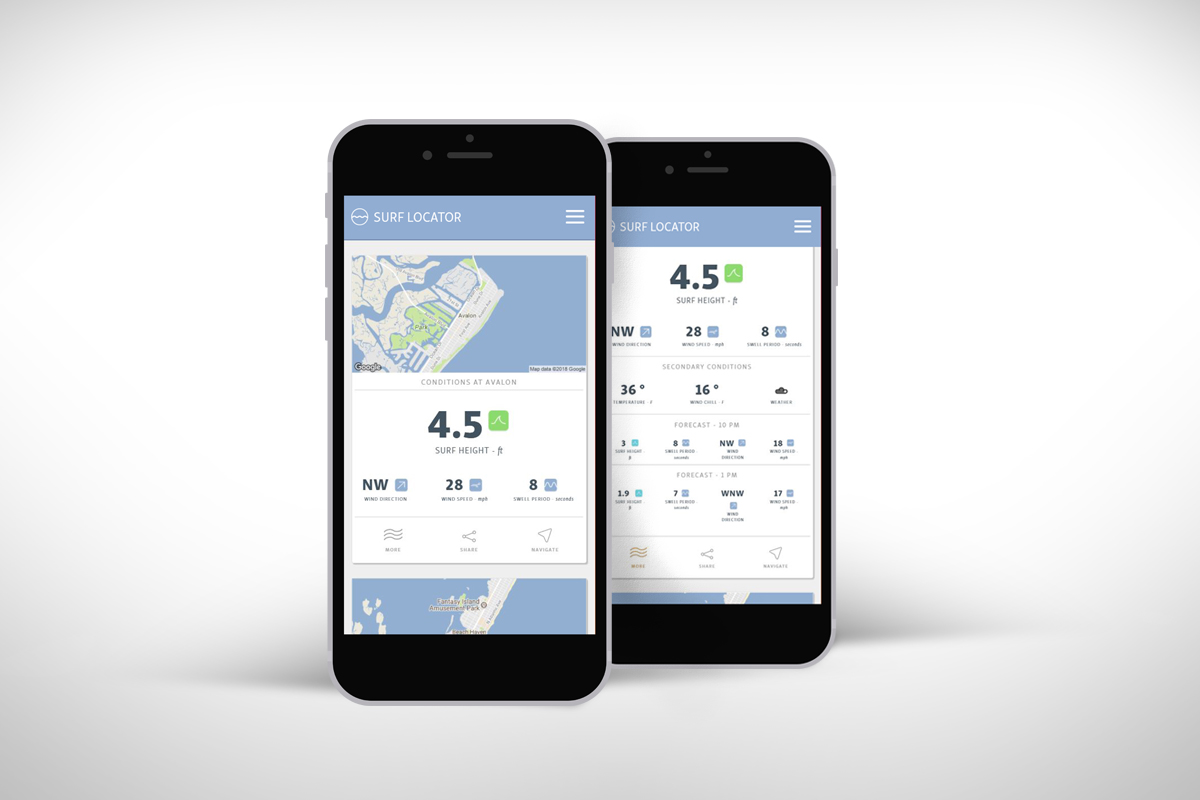 SURF LOCATOR
Park
Avalon
Google
Map data ©2018 Google
CONDITIONS AT AVALON
4.5
SURF HEIGHT - ft
NW 28 8
WIND DIRECTION WIND SPEED - mph SWELL PERIOD - seconds
MORE SHARE NAVIGATE
Fantasy Island
Amusement Park
Beach Haven
SURF LOCATOR
4.5
SURF HEIGHT - ft
NW 28 8
WIND DIRECTION WIND SPEED - mph SWELL PERIOD - seconds
SECONDARY CONDITIONS
36 ° 16 °
TEMPERATURE - F WIND CHILL - F WEATHER
FORECAST - 10 PM
3 8 NW 18
SURF HEIGHT SWELL PERIOD - WIND WIND SPEED -
ft seconds DIRECTION mph
FORECAST - 1 PM
1.9 7 WNW 17
SURF HEIGHT SWELL PERIOD - WIND SPEED -
ft seconds mph
WIND
DIRECTION
MORE SHARE NAVIGATE